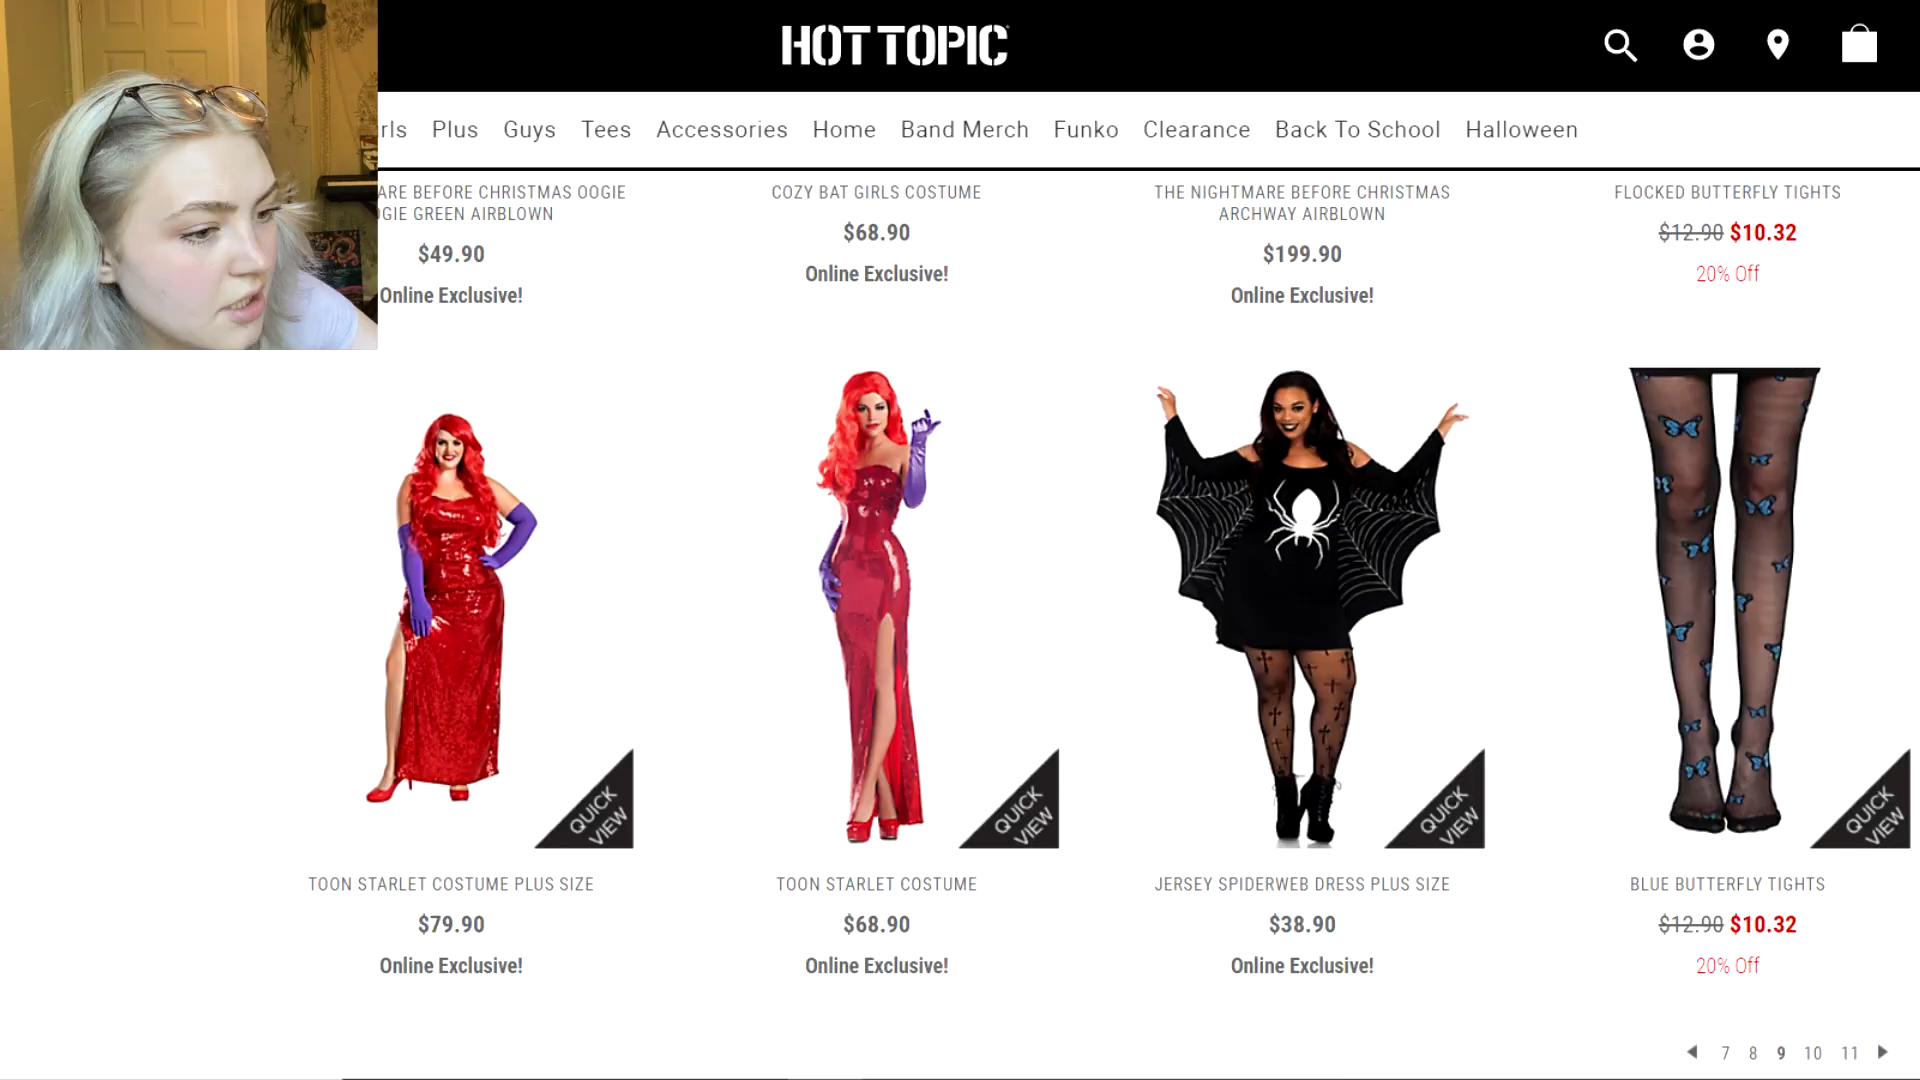 HOT TOPIC
rls Plus Guys Tees Accessories Home Band Merch Funko Clearance Back To School Halloween
ARE BEFORE CHRISTMAS OOGIE
OGIE GREEN AIRBLOWN
$49.90
Online Exclusive!
COZY BAT GIRLS COSTUME
$68.90
Online Exclusive!
THE NIGHTMARE BEFORE CHRISTMAS
ARCHWAY AIRBLOWN
$199.90
Online Exclusive!
FLOCKED BUTTERFLY TIGHTS
$12.90 $10.32
20% Off
QUICK
VIEW
QUICK
VIEW
QUICK
VIEW
QUICK
VIEW
TOON STARLET COSTUME PLUS SIZE
$79.90
Online Exclusive!
TOON STARLET COSTUME
$68.90
Online Exclusive!
JERSEY SPIDERWEB DRESS PLUS SIZE
$38.90
Online Exclusive!
BLUE BUTTERFLY TIGHTS
$12.90 $10.32
20% Off
7 8 9 10 11